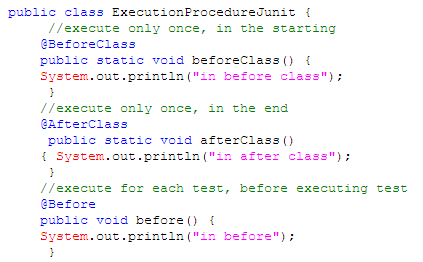 public class ExecutionProcedureJunit {
//execute only once, in the starting
@BeforeClass
public static void beforeClass() {
System.out.println("in before class");
}
//execute only once, in the end
@AfterClass
public static void afterClass()
{ System.out.println("in after class");
}
//execute for each test, before executing test
@Before
public void before() {
System.out.println("in before");
}